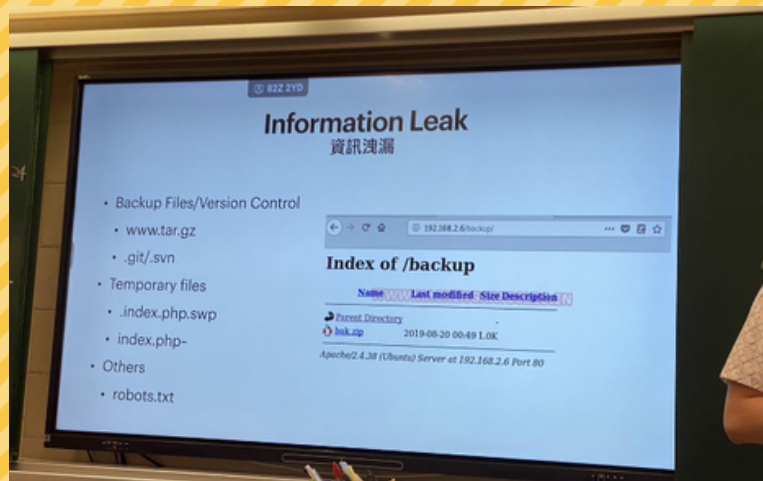 82Z 2YD
Information Leak
資訊洩漏
• Backup Files/Version Control
• www.tar.gz
• .git/.svn
• Temporary files
• .index.php.swp
• index.php~
• Others
• robots.txt
192.168.2.6/backup/
Index of /backup
Name Last modified Size Description
Parent Directory -
bak.zip 2019-08-20 00:49 1.0K
Apache/2.4.38 (Ubuntu) Server at 192.168.2.6 Port 80